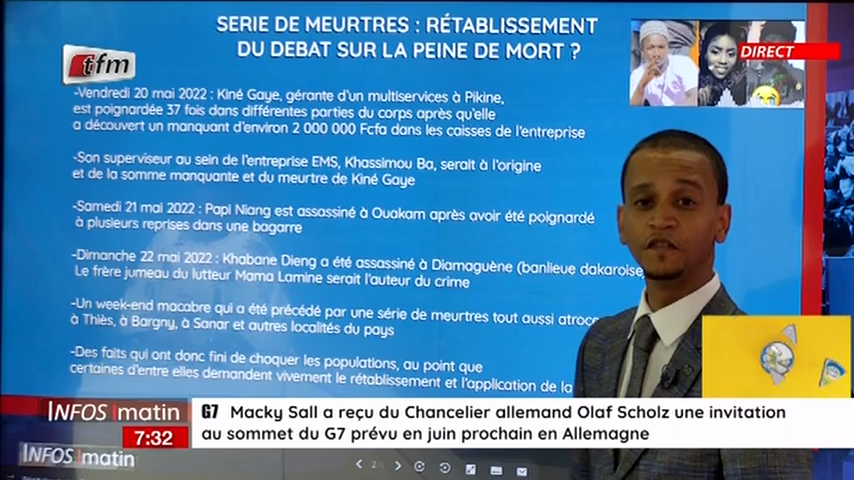 SERIE DE MEURTRES : RÉTABLISSEMENT
DU DEBAT SUR LA PEINE DE MORT ?
DIRECT
tfm
-Vendredi 20 mai 2022 : Kiné Gaye, gérante d'un multiservices à Pikine,
est poignardée 37 fois dans différentes parties du corps après qu'elle
a découvert un manquant d'environ 2 000 000 Fcfa dans les caisses de l'entreprise
-Son superviseur au sein de l'entreprise EMS, Khassimou Ba, serait à l'origine
et de la somme manquante et du meurtre de Kiné Gaye
-Samedi 21 mai 2022 : Papi Niang est assassiné à Ouakam après avoir été poignardé
à plusieurs reprises dans une bagarre
-Dimanche 22 mai 2022 : Khabane Dieng a été assassiné à Diamaguène (banlieue dakaroise)
Le frère jumeau du lutteur Mama Lamine serait l'auteur du crime
-Un week-end macabre qui a été précédé par une série de meurtres tout aussi atroce
à Thiès, à Bargny, à Sanar et autres localités du pays
-Des faits qui ont donc fini de choquer les populations, au point que
certaines d'entre elles demandent vivement le rétablissement et l'application de la
INFOS matin
7:32
G7 Macky Sall a reçu du Chancelier allemand Olaf Scholz une invitation
au sommet du G7 prévu en juin prochain en Allemagne
INFOS matin